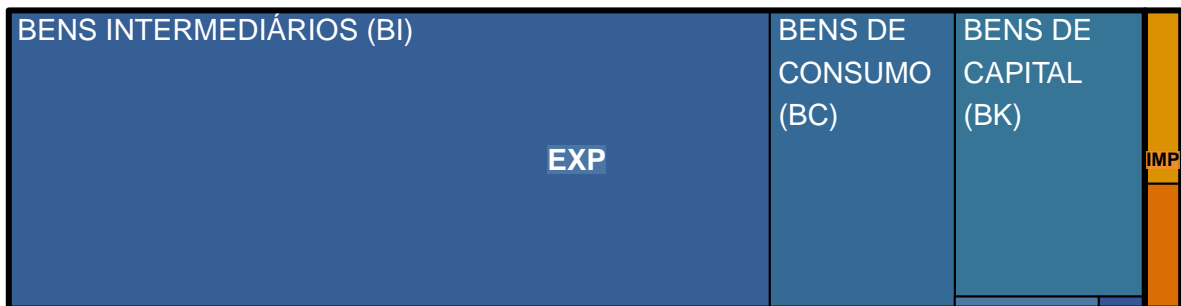 BENS INTERMEDIÁRIOS (BI)
BENS DE
CONSUMO
(BC)
BENS DE
CAPITAL
(BK)
EXP
IMP